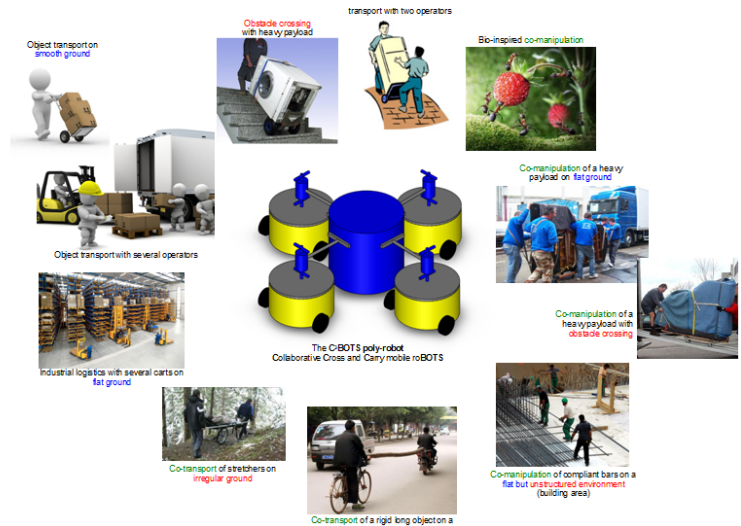 transport with two operators
Obstacle crossing
with heavy payload
Object transport on
smooth ground
Bio-inspired co-manipulation
Co-manipulation of a heavy
payload on flat ground
Object transport with several operators
Co-manipulation of a
heavy payload with
obstacle crossing
The C³BOTS poly-robot
Collaborative Cross and Carry mobile roBOTS
Industrial logistics with several carts on
flat ground
Co-transport of stretchers on
irregular ground
Co-manipulation of compliant bars on a
flat but unstructured environment
(building area)
Co-transport of a rigid long object on a